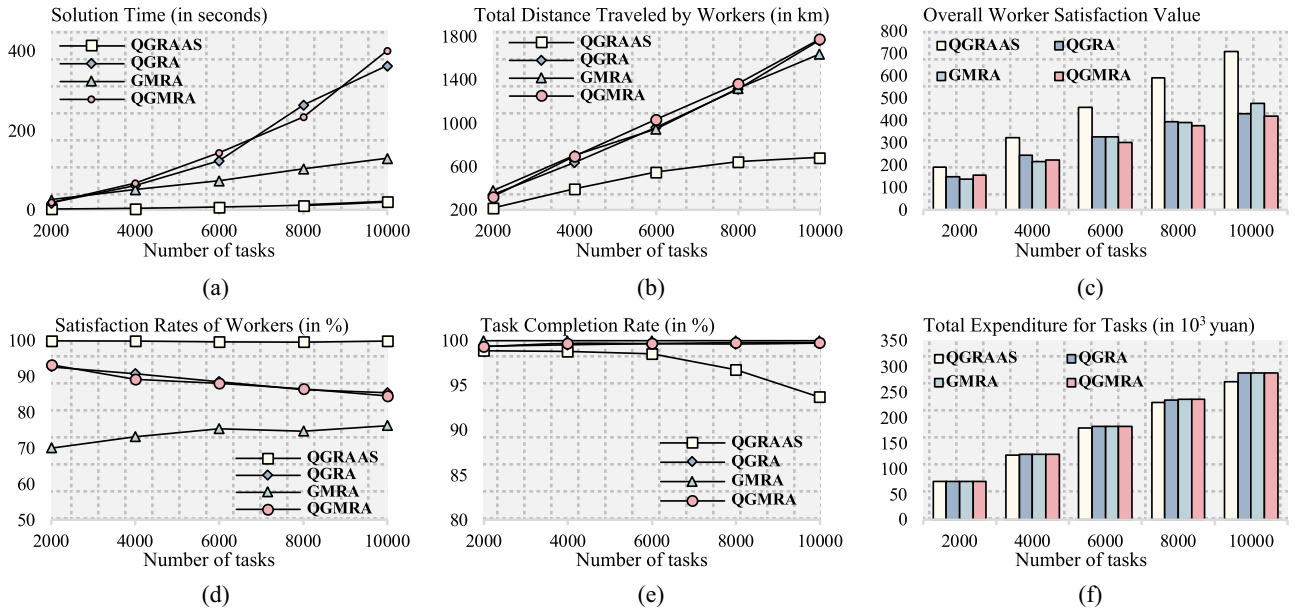 Solution Time (in seconds)
400
200
0
QGRAAS
QGRA
GMRA
QGMRA
2000 4000 6000 8000 10000
Number of tasks
(a)
Total Distance Traveled by Workers (in km)
1800
1400
1000
600
200
QGRAAS
QGRA
GMRA
QGMRA
2000 4000 6000 8000 10000
Number of tasks
(b)
Overall Worker Satisfaction Value
800
700
600
500
400
300
200
100
0
QGRAAS QGRA
GMRA QGMRA
2000 4000 6000 8000 10000
Number of tasks
(c)
Satisfaction Rates of Workers (in %)
100
90
80
70
60
50
QGRAAS
QGRA
GMRA
QGMRA
2000 4000 6000 8000 10000
Number of tasks
(d)
Task Completion Rate (in %)
100
95
90
85
80
QGRAAS
QGRA
GMRA
QGMRA
2000 4000 6000 8000 10000
Number of tasks
(e)
Total Expenditure for Tasks (in 10³ yuan)
350
300
250
200
150
100
50
0
QGRAAS QGRA
GMRA QGMRA
2000 4000 6000 8000 10000
Number of tasks
(f)